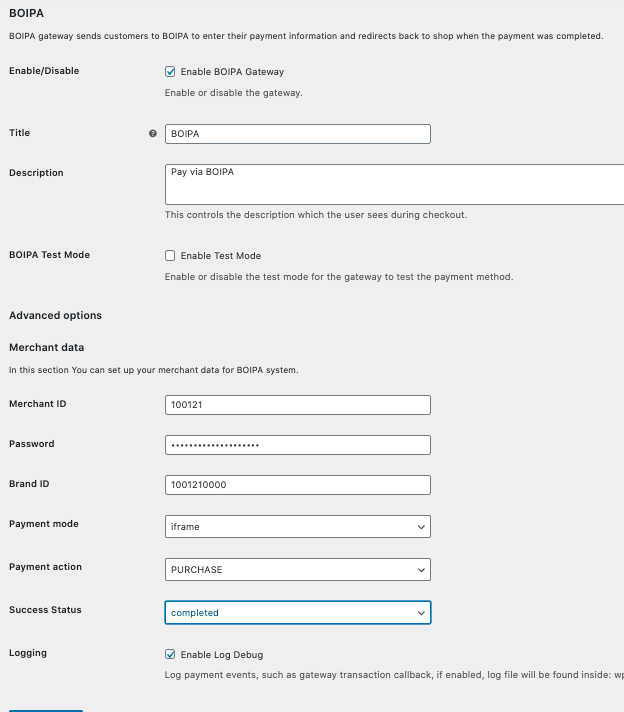 BOIPA
BOIPA gateway sends customers to BOIPA to enter their payment information and redirects back to shop when the payment was completed.
Enable/Disable
Enable BOIPA Gateway
Enable or disable the gateway.
Title
BOIPA
Description
Pay via BOIPA
This controls the description which the user sees during checkout.
BOIPA Test Mode
Enable Test Mode
Enable or disable the test mode for the gateway to test the payment method.
Advanced options
Merchant data
In this section You can set up your merchant data for BOIPA system.
Merchant ID
100121
Password
Brand ID
1001210000
Payment mode
iframe
Payment action
PURCHASE
Success Status
completed
Logging
Enable Log Debug
Log payment events, such as gateway transaction callback, if enabled, log file will be found inside: wp